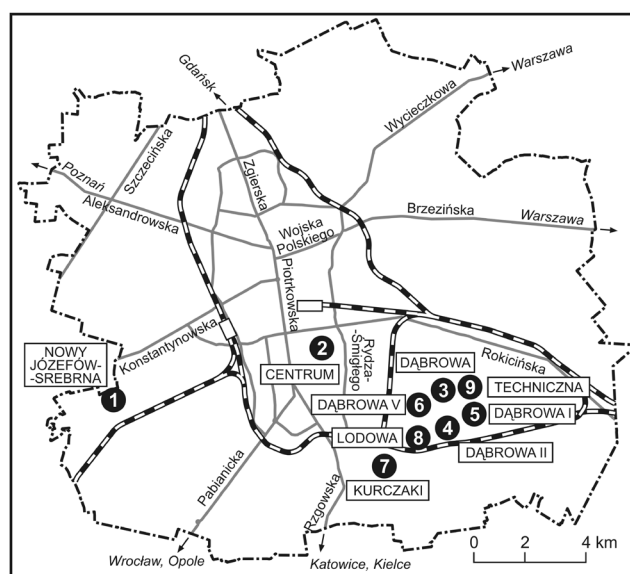 Gdańsk
Warszawa
Wycieczkowa
Szczecińska
Zgierska
Poznań
Aleksandrowska
Wojska
Polskiego
Brzezińska
Warszawa
Piotrkowska
Konstantynowska
NOWY
JÓZEFÓW-
-SREBRNA
1
2
CENTRUM
Rydza-
-Śmigłego
DĄBROWA
Rokicińska
3
9
TECHNICZNA
DĄBROWA V
6
5
DĄBROWA I
LODOWA
8
4
DĄBROWA II
7
KURCZAKI
Pabianicka
Rzgowska
Wrocław, Opole
Katowice, Kielce
0 2 4 km